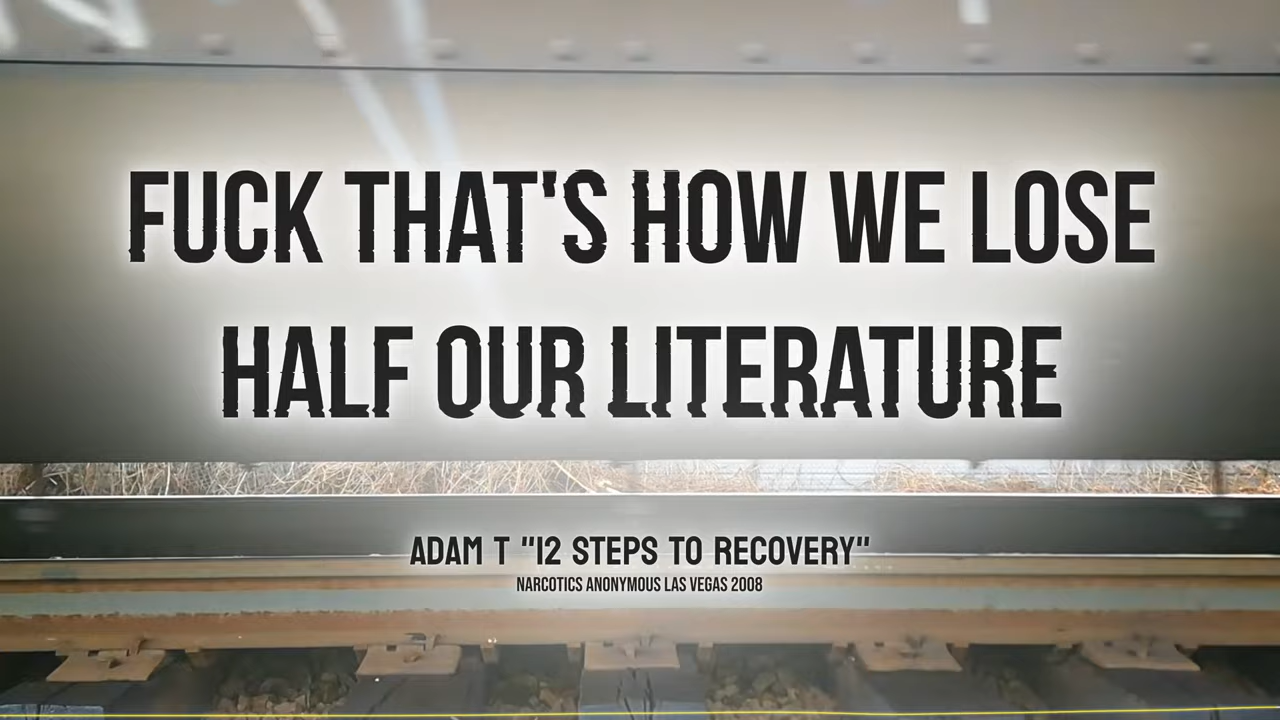 FUCK THAT'S HOW WE LOSE
HALF OUR LITERATURE
ADAM T "12 STEPS TO RECOVERY"
NARCOTICS ANONYMOUS LAS VEGAS 2008